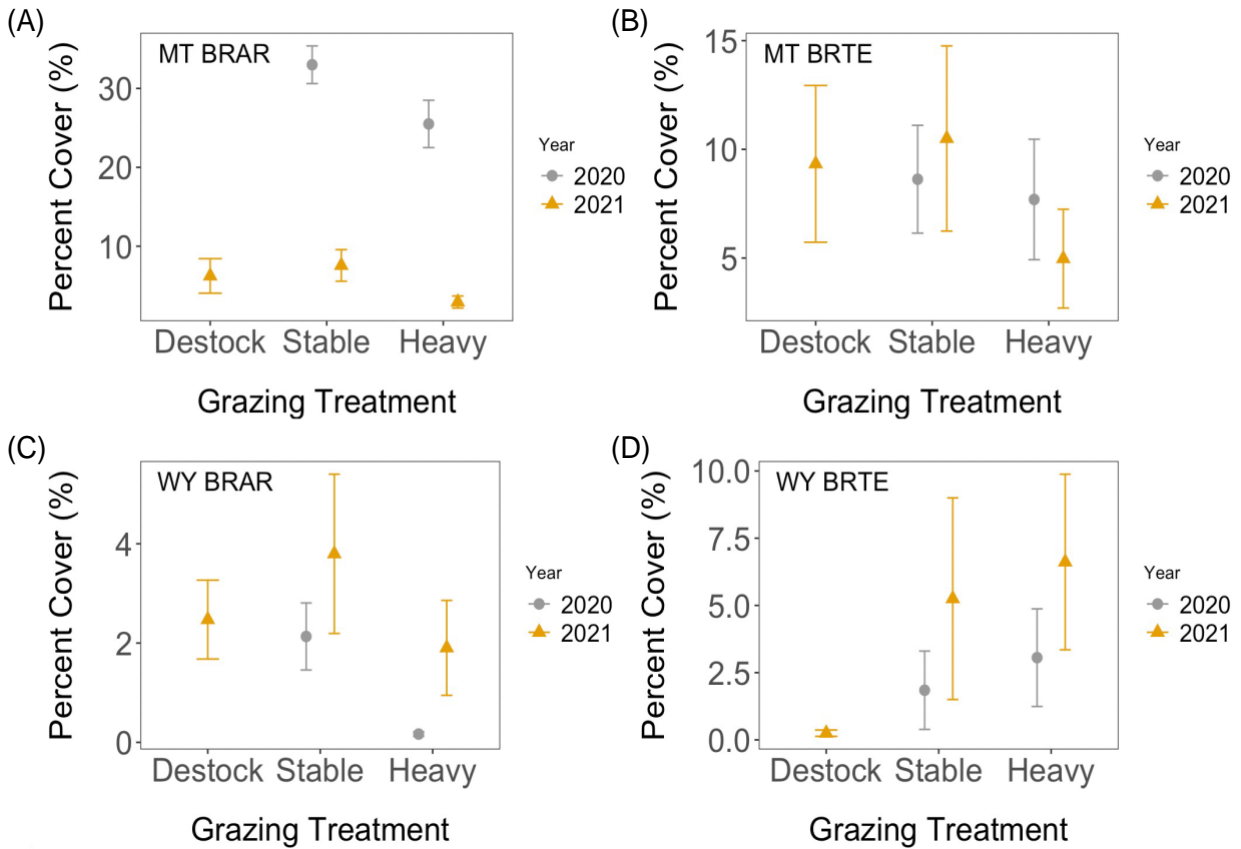 (A)
MT BRAR
Percent Cover (%)
30
20
10
Destock Stable Heavy
Grazing Treatment
Year
2020
2021
(B)
MT BRTE
Percent Cover (%)
15
10
5
Destock Stable Heavy
Grazing Treatment
Year
2020
2021
(C)
WY BRAR
Percent Cover (%)
4
2
0
Destock Stable Heavy
Grazing Treatment
Year
2020
2021
(D)
WY BRTE
Percent Cover (%)
10.0
7.5
5.0
2.5
0.0
Destock Stable Heavy
Grazing Treatment
Year
2020
2021